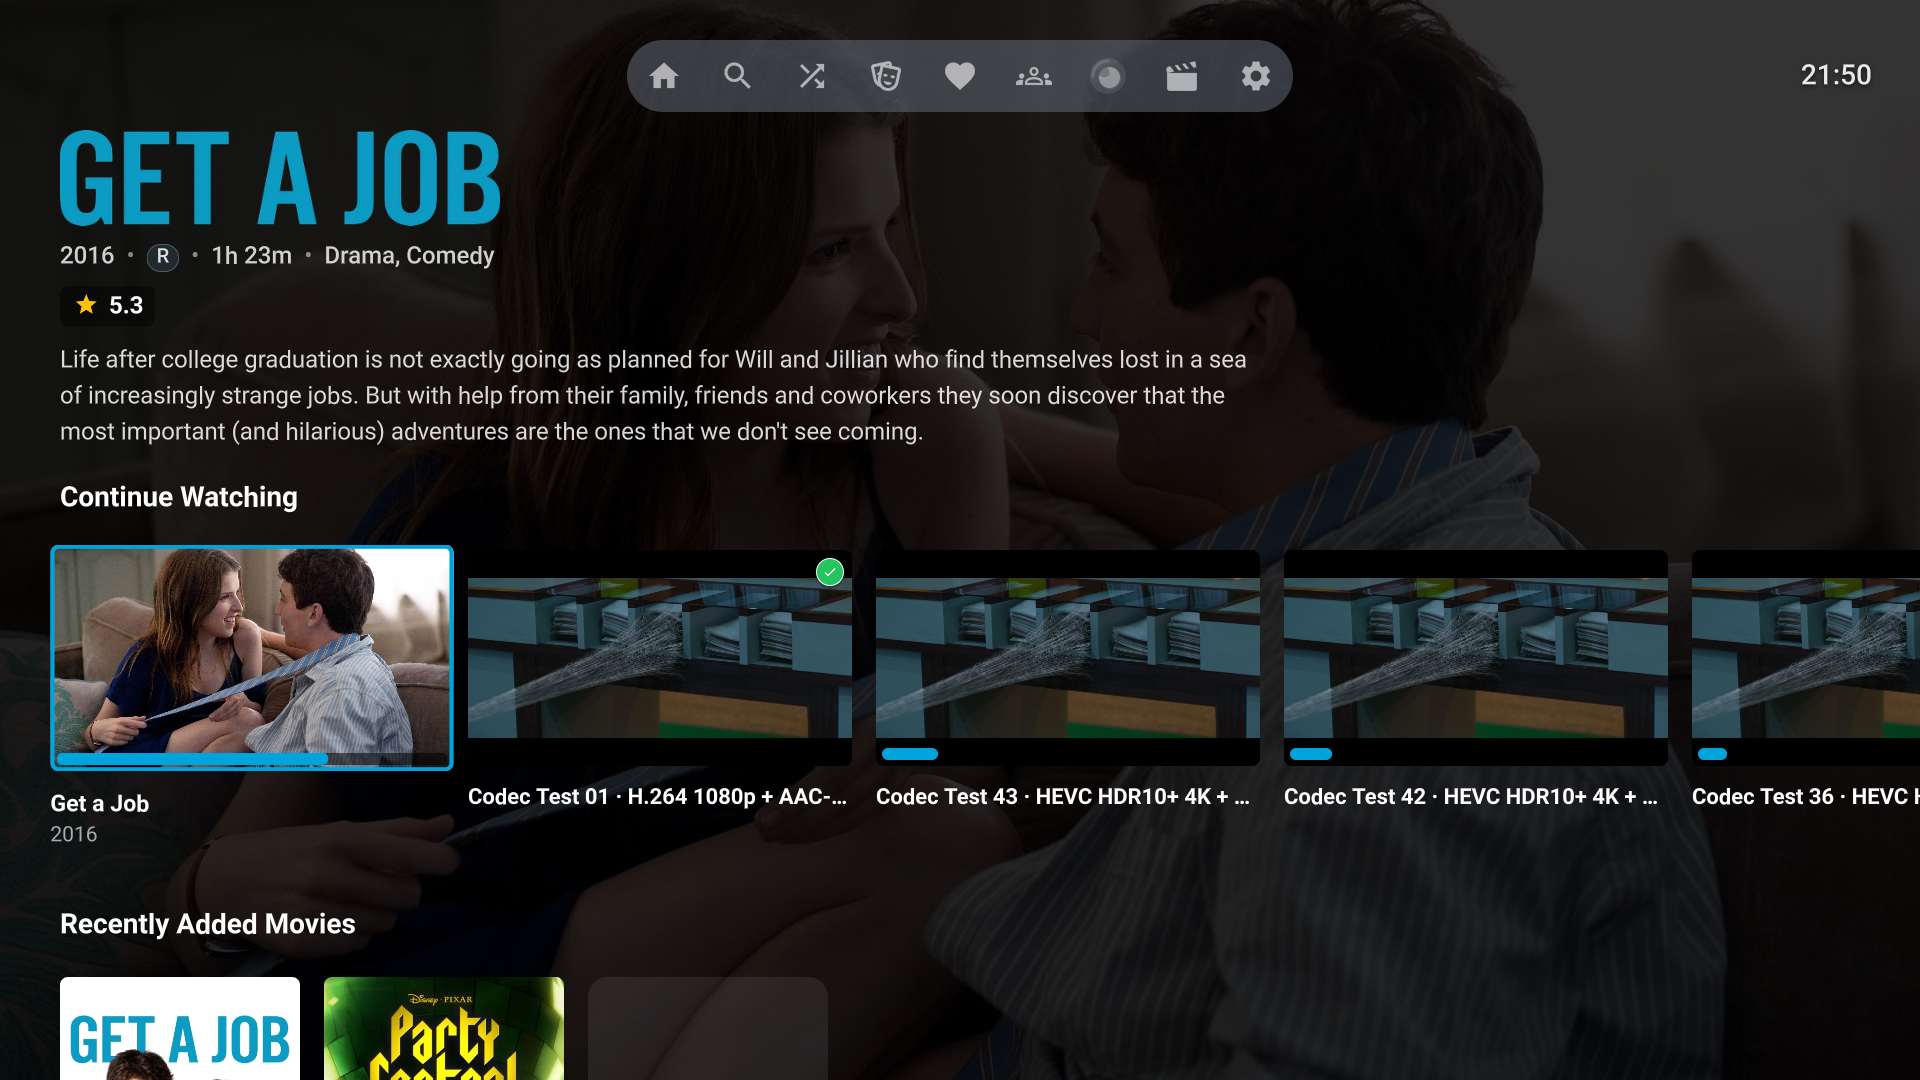 21:50
GET A JOB
2016 • R • 1h 23m • Drama, Comedy
5.3
Life after college graduation is not exactly going as planned for Will and Jillian who find themselves lost in a sea
of increasingly strange jobs. But with help from their family, friends and coworkers they soon discover that the
most important (and hilarious) adventures are the ones that we don't see coming.
Continue Watching
Get a Job
2016
Codec Test 01 · H.264 1080p + AAC-...
Codec Test 43 · HEVC HDR10+ 4K + ...
Codec Test 42 · HEVC HDR10+ 4K + ...
Codec Test 36 · HEVC
Recently Added Movies
GET A JOB
Disney · PIXAR
Party
Central